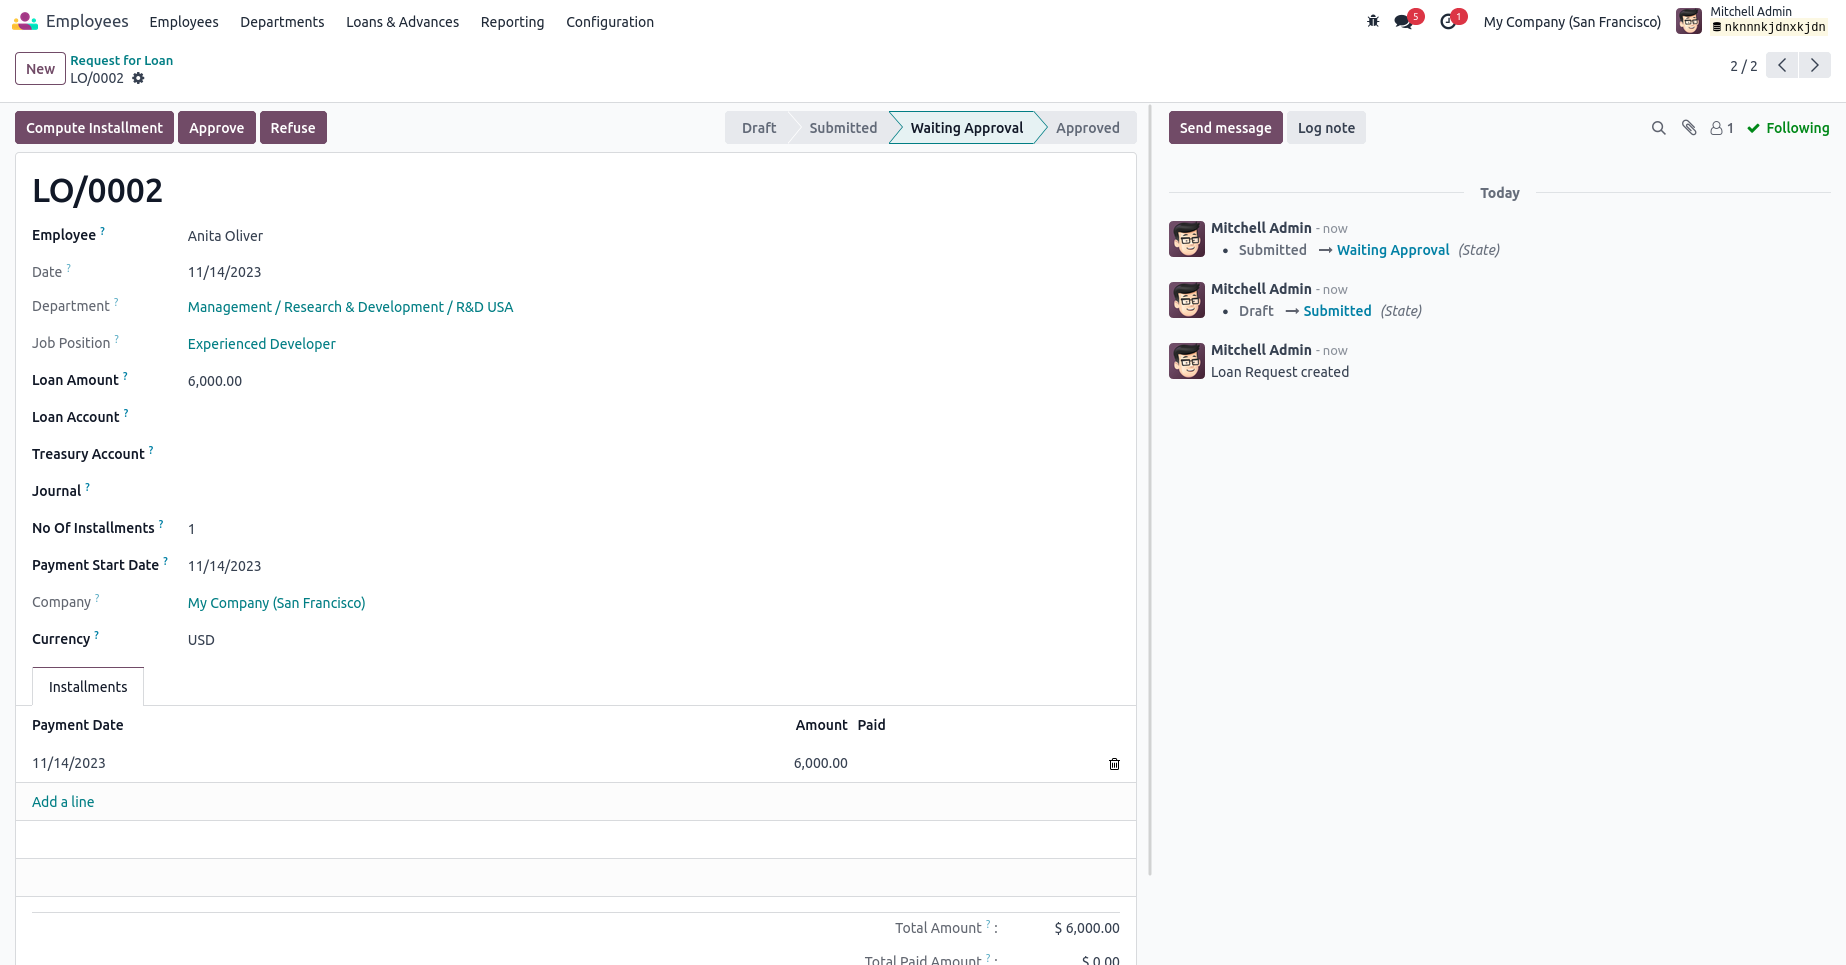 Employees Employees Departments Loans & Advances Reporting Configuration 5 1 My Company (San Francisco) Mitchell Admin
nknnnkjdnxkjdn
New Request for Loan
LO/0002
2 / 2
Compute Installment Approve Refuse Draft Submitted Waiting Approval Approved
LO/0002
Employee ? Anita Oliver
Date ? 11/14/2023
Department ? Management / Research & Development / R&D USA
Job Position ? Experienced Developer
Loan Amount ? 6,000.00
Loan Account ?
Treasury Account ?
Journal ?
No Of Installments ? 1
Payment Start Date ? 11/14/2023
Company ? My Company (San Francisco)
Currency ? USD
Installments
Payment Date Amount Paid
11/14/2023 6,000.00
Add a line
Total Amount ? : $ 6,000.00
Total Paid Amount ? : $ 0.00
Send message Log note 1 Following
Today
Mitchell Admin - now
• Submitted → Waiting Approval (State)
Mitchell Admin - now
• Draft → Submitted (State)
Mitchell Admin - now
Loan Request created